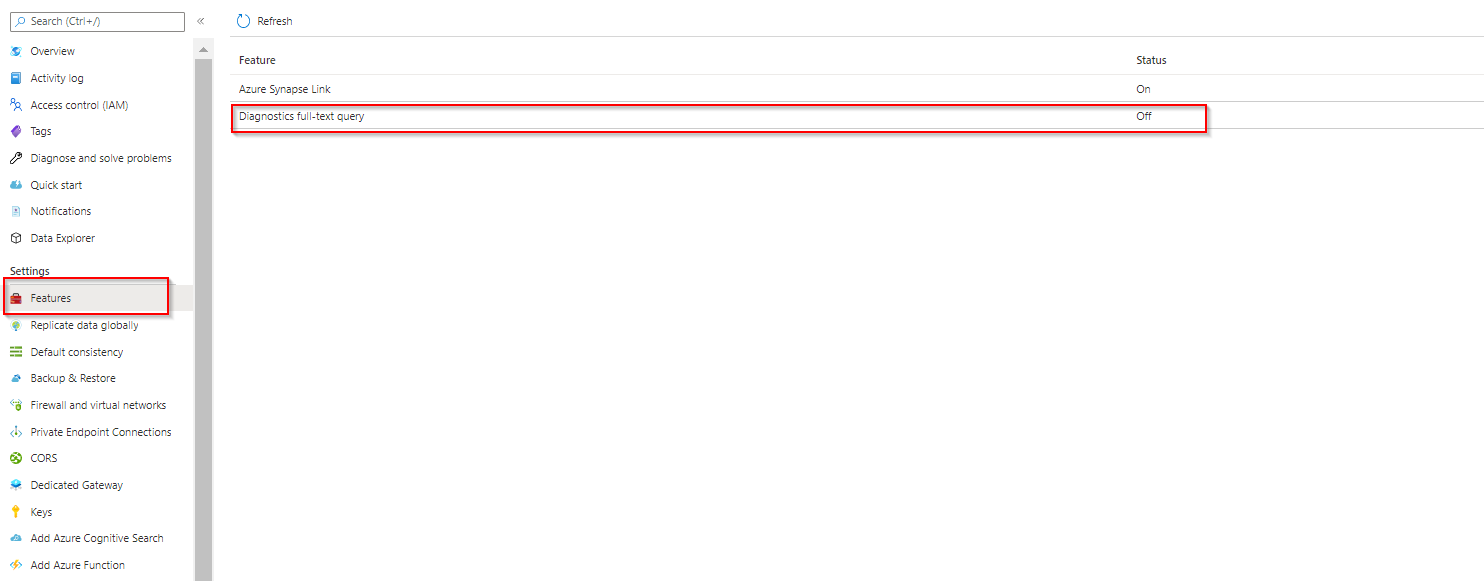 Search (Ctrl+/)
«
Overview
Activity log
Access control (IAM)
Tags
Diagnose and solve problems
Quick start
Notifications
Data Explorer
Settings
Features
Replicate data globally
Default consistency
Backup & Restore
Firewall and virtual networks
Private Endpoint Connections
CORS
Dedicated Gateway
Keys
Add Azure Cognitive Search
Add Azure Function
Refresh
Feature Status
Azure Synapse Link On
Diagnostics full-text query Off